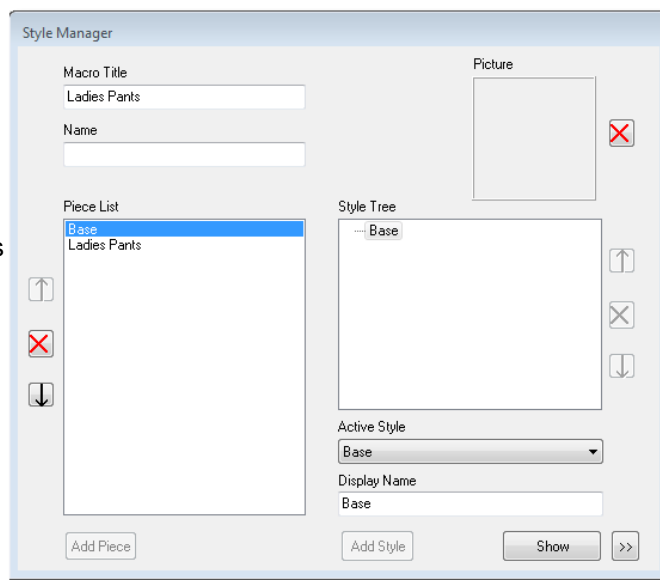 Style Manager
Macro Title
Picture
Ladies Pants
Name
Piece List
Base
Ladies Pants
s
Style Tree
Base
Active Style
Base
Display Name
Base
Add Piece
Add Style
Show
>>